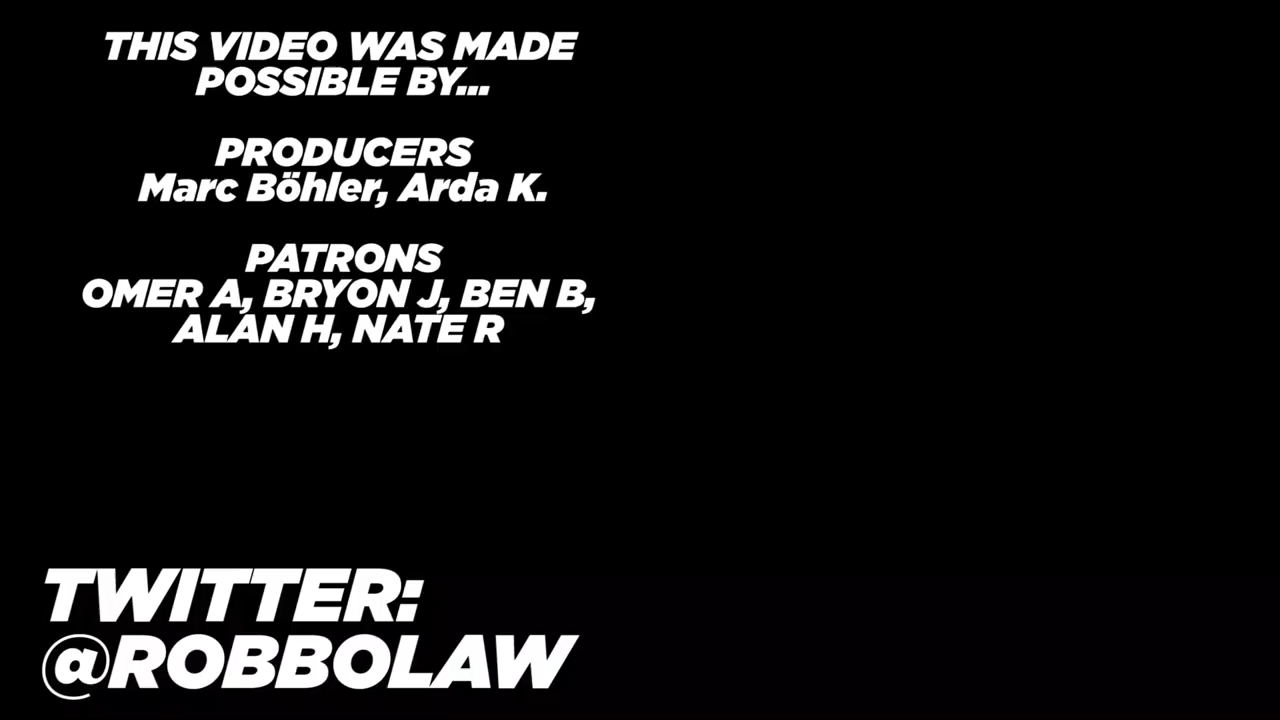 THIS VIDEO WAS MADE
POSSIBLE BY...
PRODUCERS
Marc Böhler, Arda K.
PATRONS
OMER A, BRYON J, BEN B,
ALAN H, NATE R
TWITTER:
@ROBBOLAW